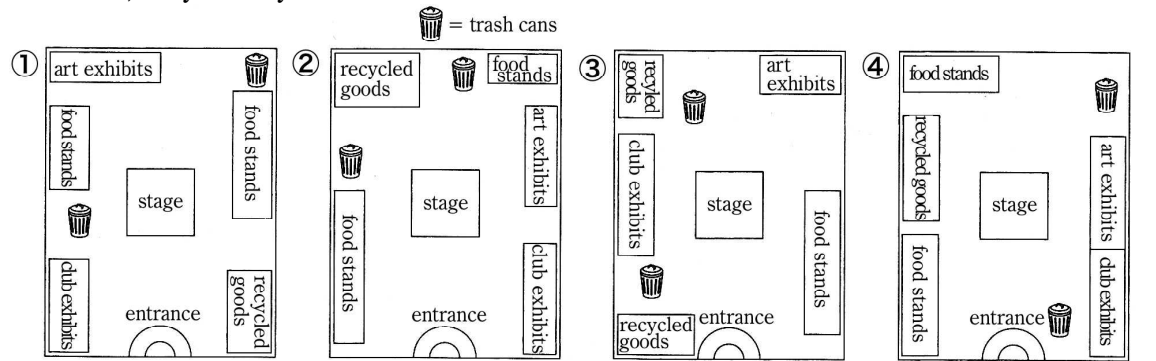 = trash cans
①
art exhibits
food stands
food stands
stage
club exhibits
recycled
goods
entrance
②
recycled
goods
food
stands
art exhibits
stage
food stands
club exhibits
entrance
③
recyled
goods
art
exhibits
club exhibits
stage
food stands
recycled
goods
entrance
④
food stands
recycled goods
art exhibits
stage
food stands
club exhibits
entrance